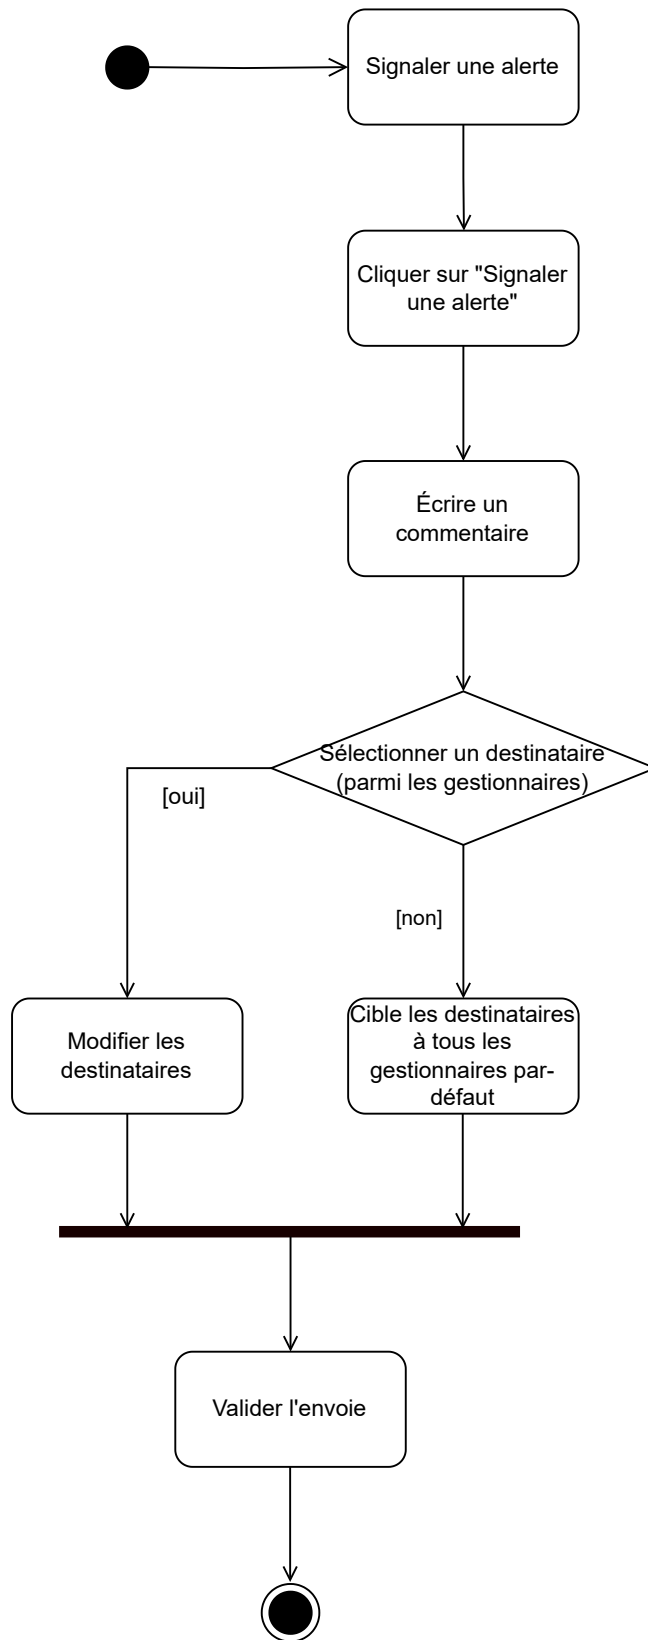 Signaler une alerte
Cliquer sur "Signaler
une alerte"
Écrire un
commentaire
Sélectionner un destinataire
(parmi les gestionnaires)
[oui]
[non]
Modifier les
destinataires
Cible les destinataires
à tous les
gestionnaires par-
défaut
Valider l'envoie